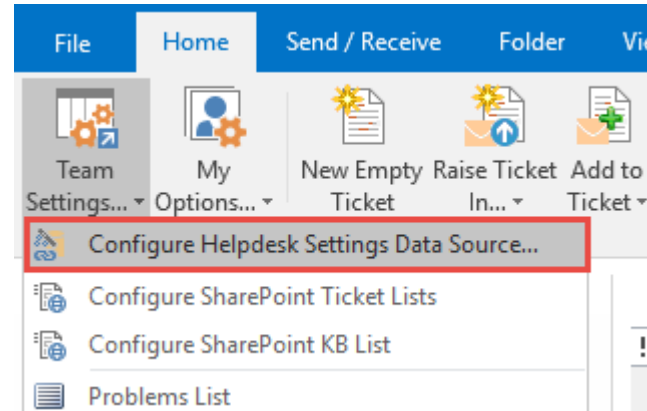 File Home Send / Receive Folder
Team My New Empty Raise Ticket Add to
Settings... Options... Ticket In... Ticket
Configure Helpdesk Settings Data Source...
Configure SharePoint Ticket Lists
Configure SharePoint KB List
!
Problems List